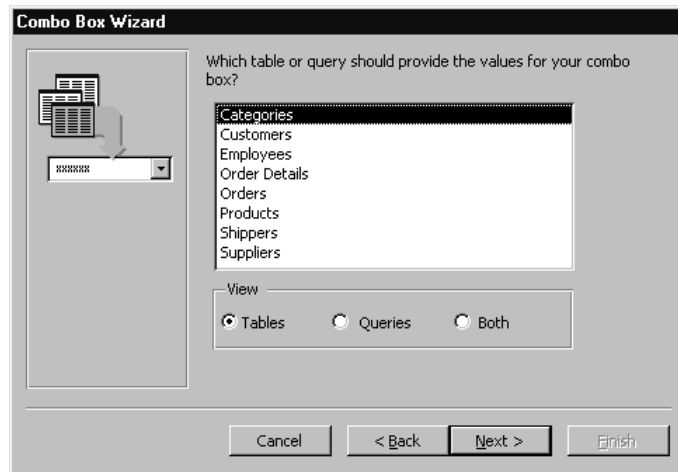 Combo Box Wizard
Which table or query should provide the values for your combo
box?
xxxxxx
Categories
Customers
Employees
Order Details
Orders
Products
Shippers
Suppliers
View
Tables Queries Both
Cancel < Back Next > Finish